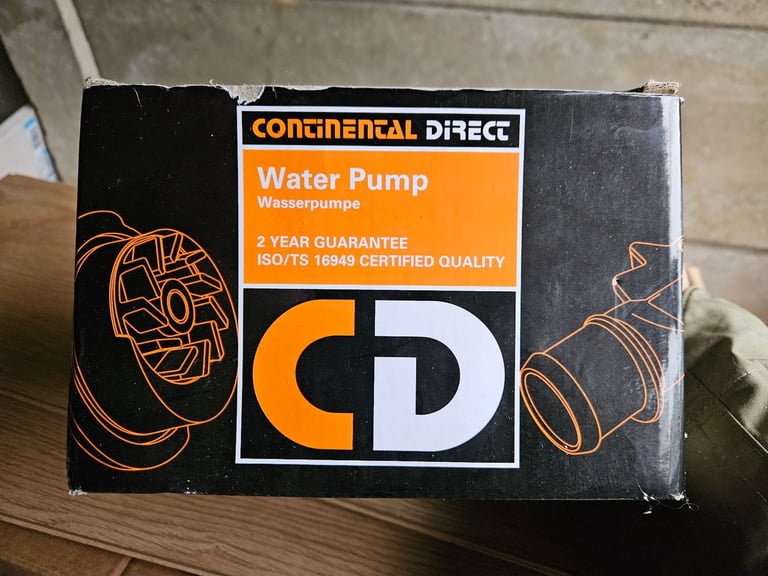 CONTINENTAL DIRECT
Water Pump
Wasserpumpe
2 YEAR GUARANTEE
ISO/TS 16949 CERTIFIED QUALITY
CD